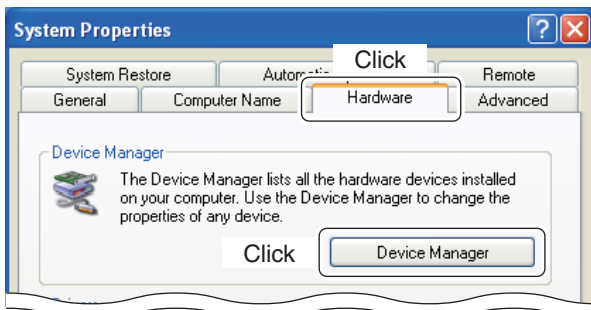 System Properties
Click
System Restore
Remote
General
Computer Name
Hardware
Advanced
Device Manager
The Device Manager lists all the hardware devices installed
on your computer. Use the Device Manager to change the
properties of any device.
Click
Device Manager